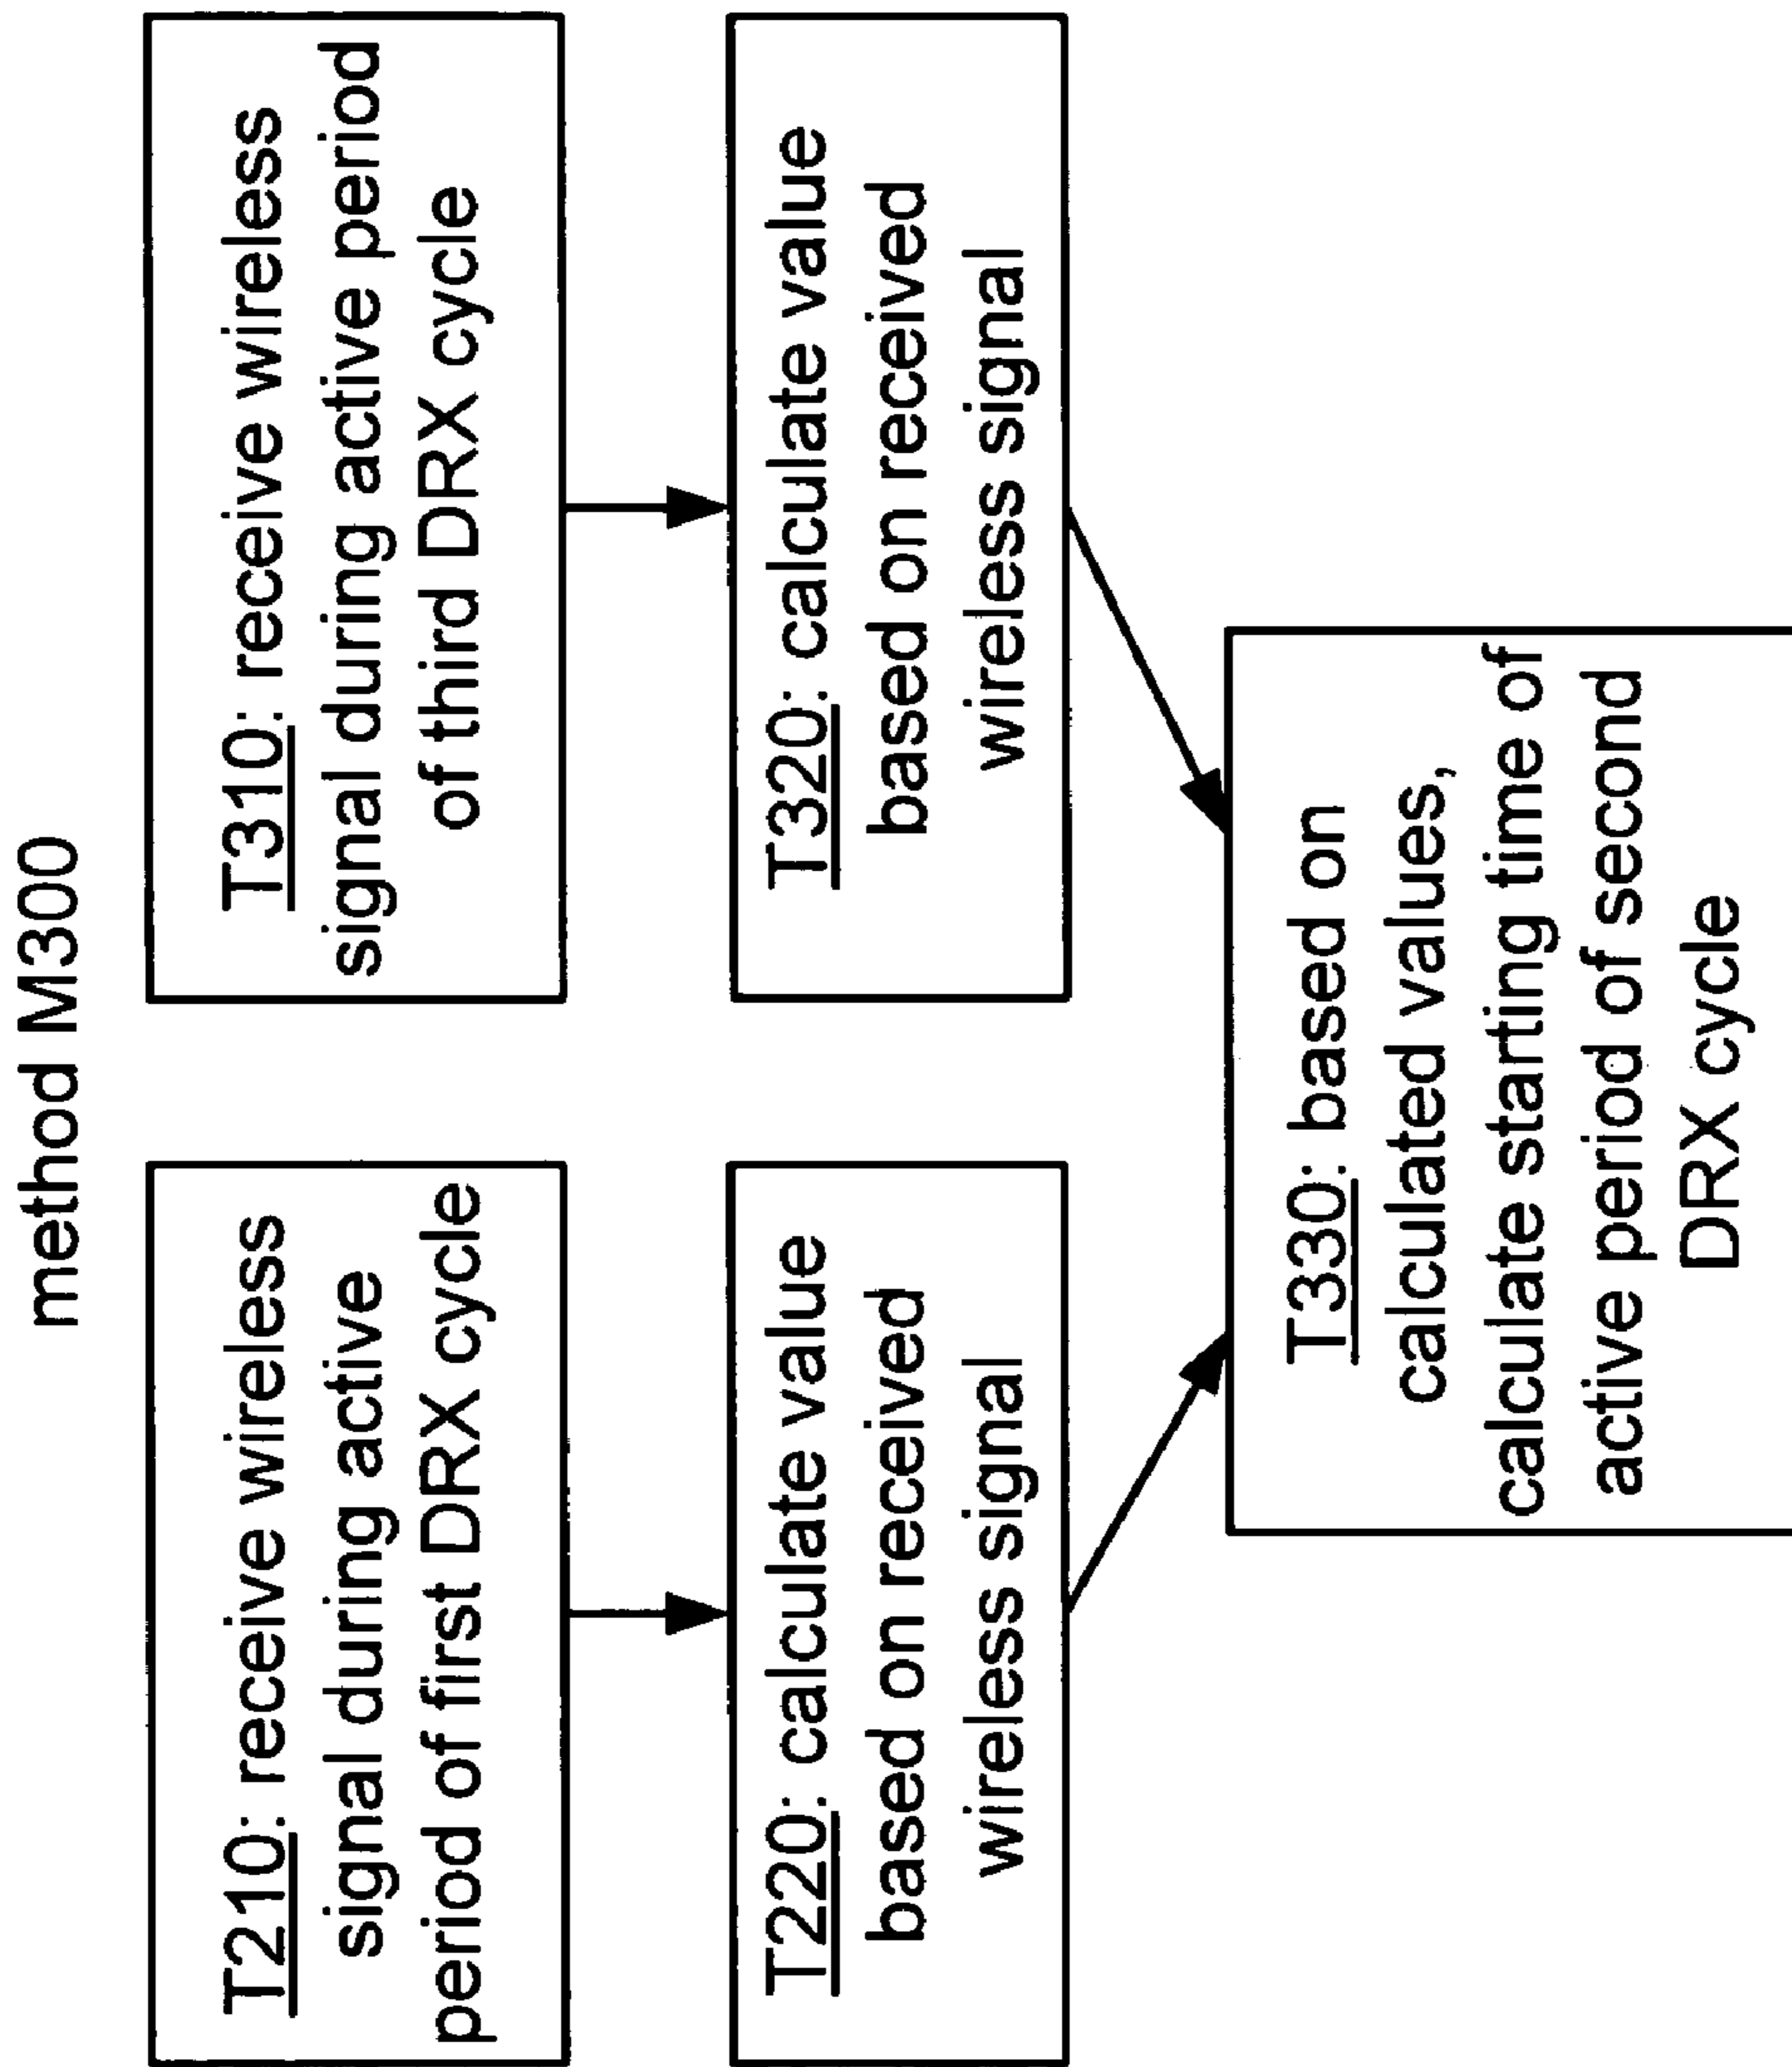 method M300
T210: receive wireless
signal during active
period of first DRX cycle
T310: receive wireless
signal during active period
of third DRX cycle
T220: calculate value
based on received
wireless signal
T320: calculate value
based on received
wireless signal
T330: based on
calculated values,
calculate starting time of
active period of second
DRX cycle